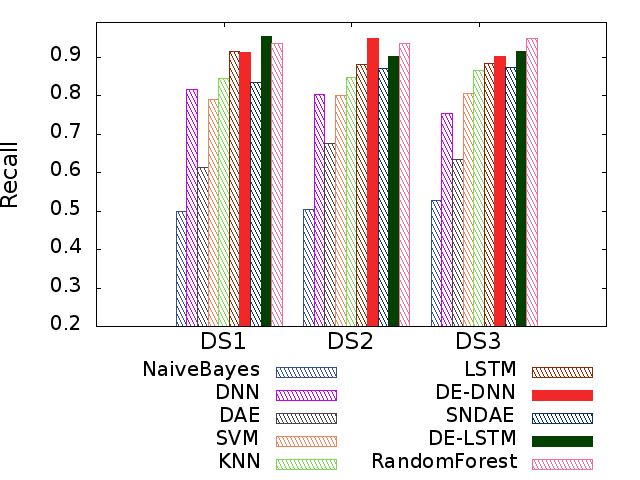 Recall
0.9
0.8
0.7
0.6
0.5
0.4
0.3
0.2
DS1 DS2 DS3
NaiveBayes LSTM
DNN DE-DNN
DAE SNDAE
SVM DE-LSTM
KNN RandomForest